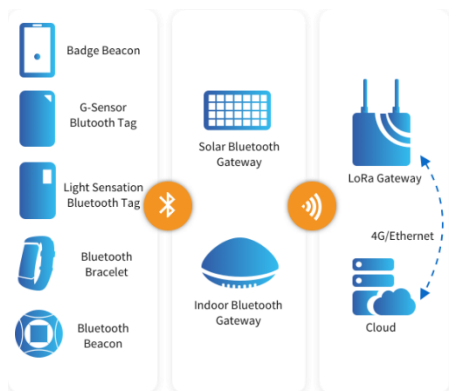 Badge Beacon
G-Sensor
Blutooth Tag
Light Sensation
Bluetooth Tag
Bluetooth
Bracelet
Bluetooth
Beacon
Solar Bluetooth
Gateway
Indoor Bluetooth
Gateway
LoRa Gateway
4G/Ethernet
Cloud